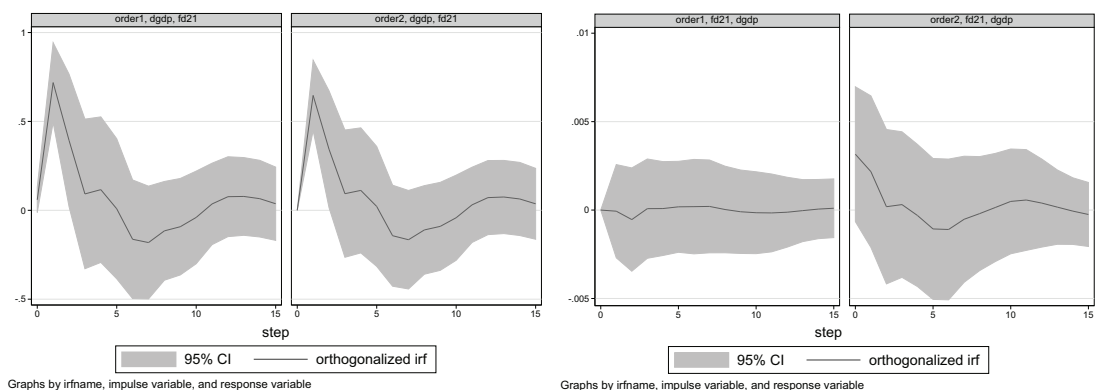 order1, dgdp, fd21
order2, dgdp, fd21
1
.5
0
-.5
0
5
10
15
0
5
10
15
step
95% CI
orthogonalized irf
Graphs by irfname, impulse variable, and response variable
order1, fd21, dgdp
order2, fd21, dgdp
.01
.005
0
-.005
0
5
10
15
0
5
10
15
step
95% CI
orthogonalized irf
Graphs by irfname, impulse variable, and response variable